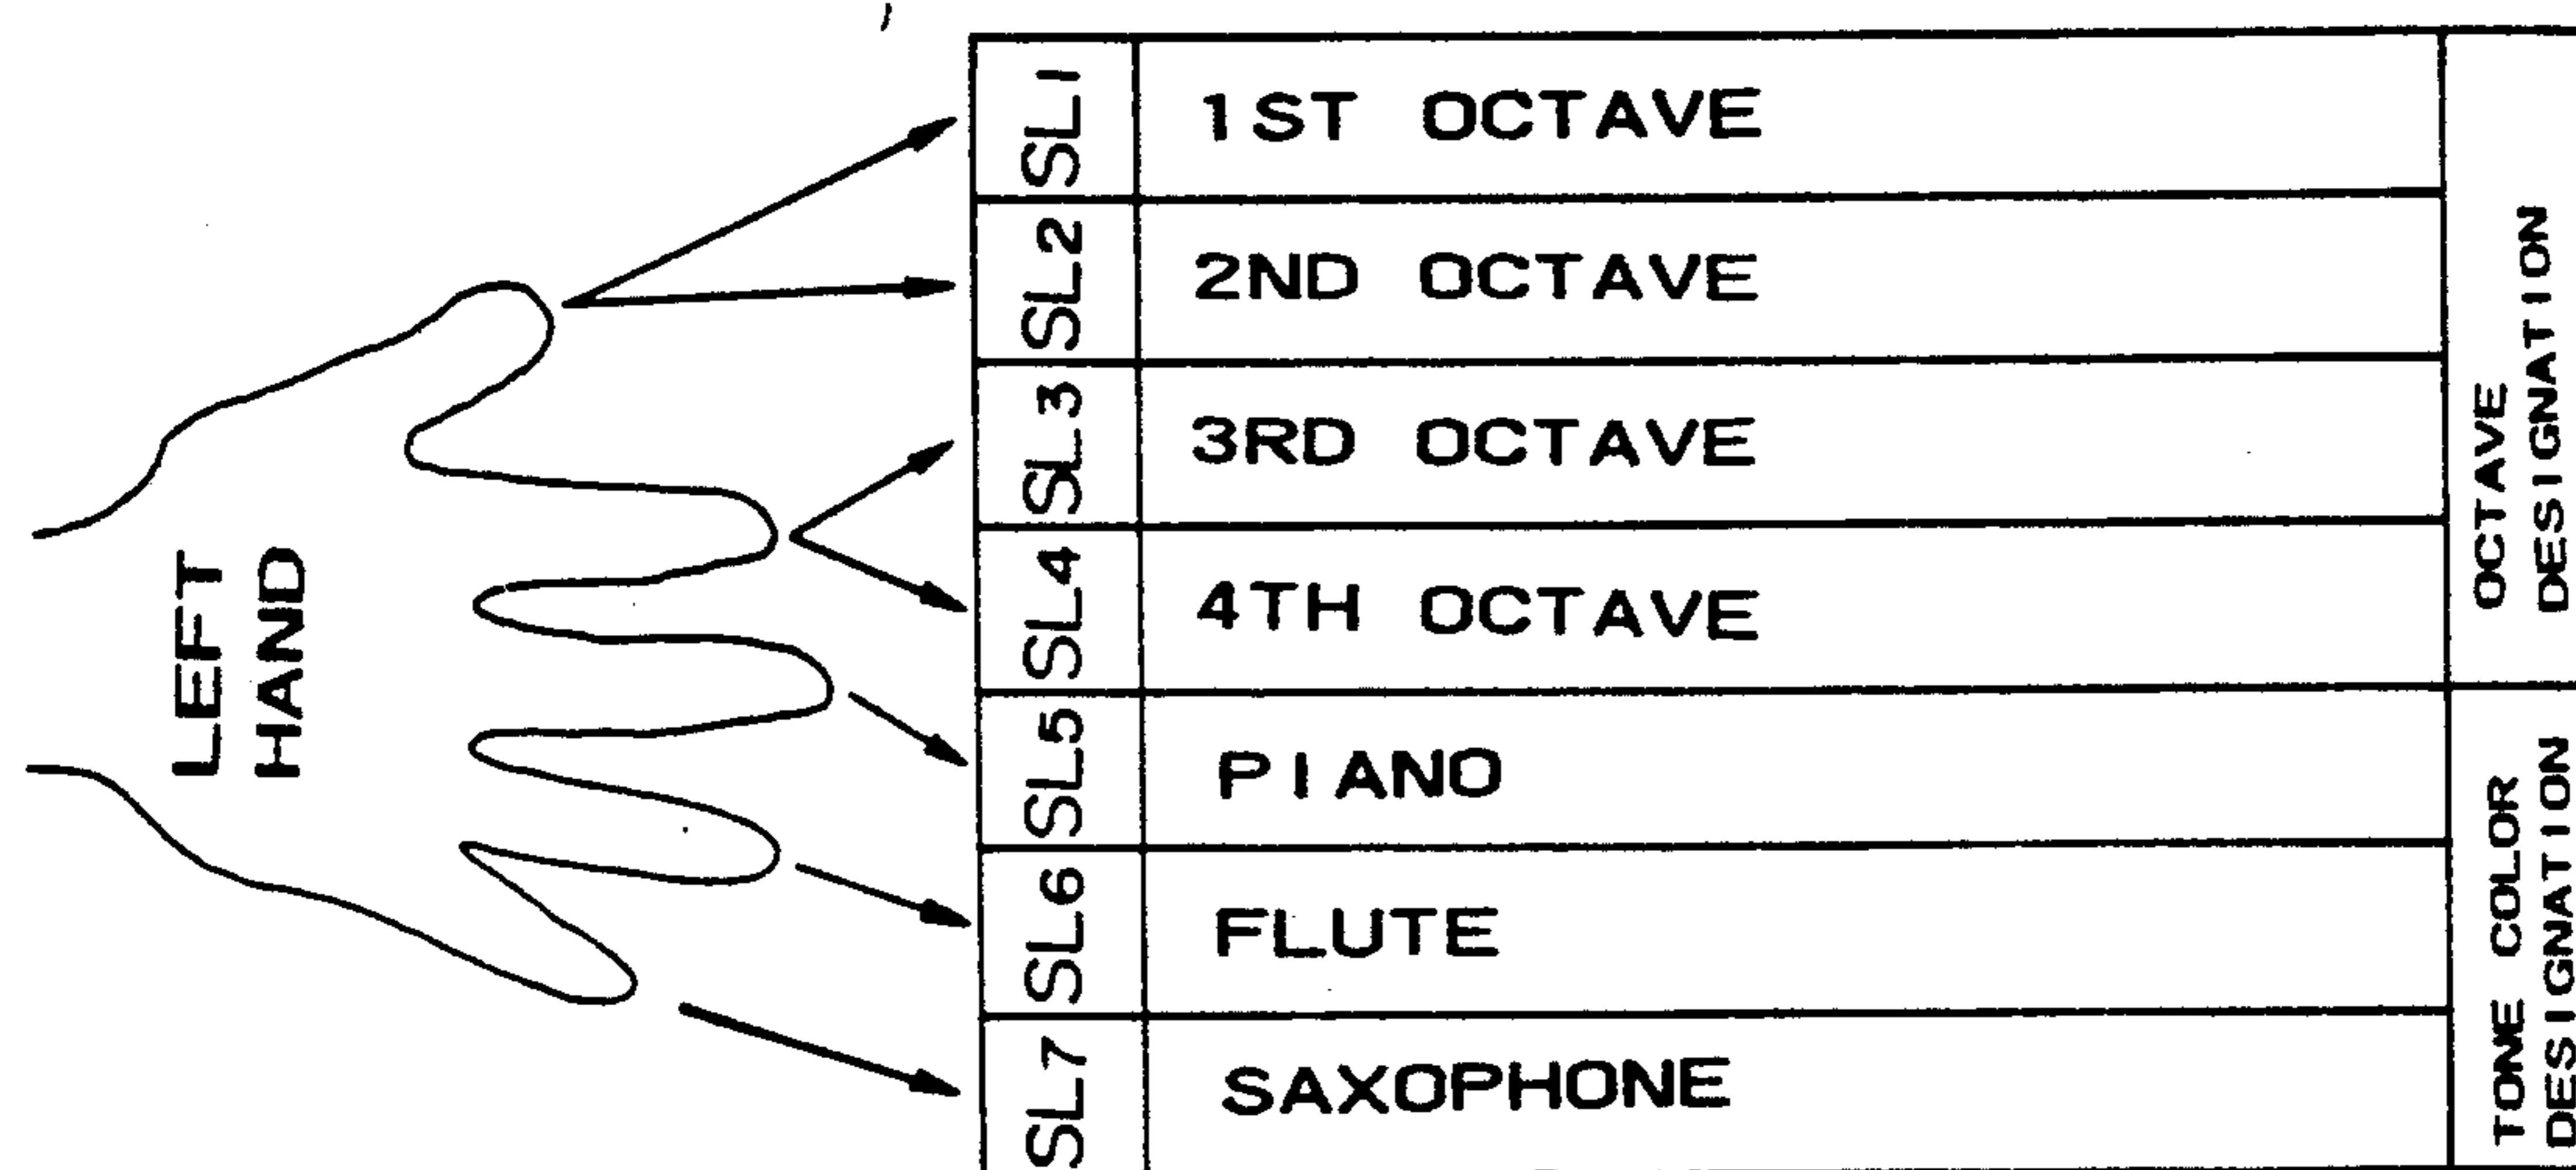 LEFT
HAND
SL1 1ST OCTAVE
SL2 2ND OCTAVE
SL3 3RD OCTAVE
SL4 4TH OCTAVE
OCTAVE
DESIGNATION
SL5 PIANO
SL6 FLUTE
SL7 SAXOPHONE
TONE COLOR
DESIGNATION